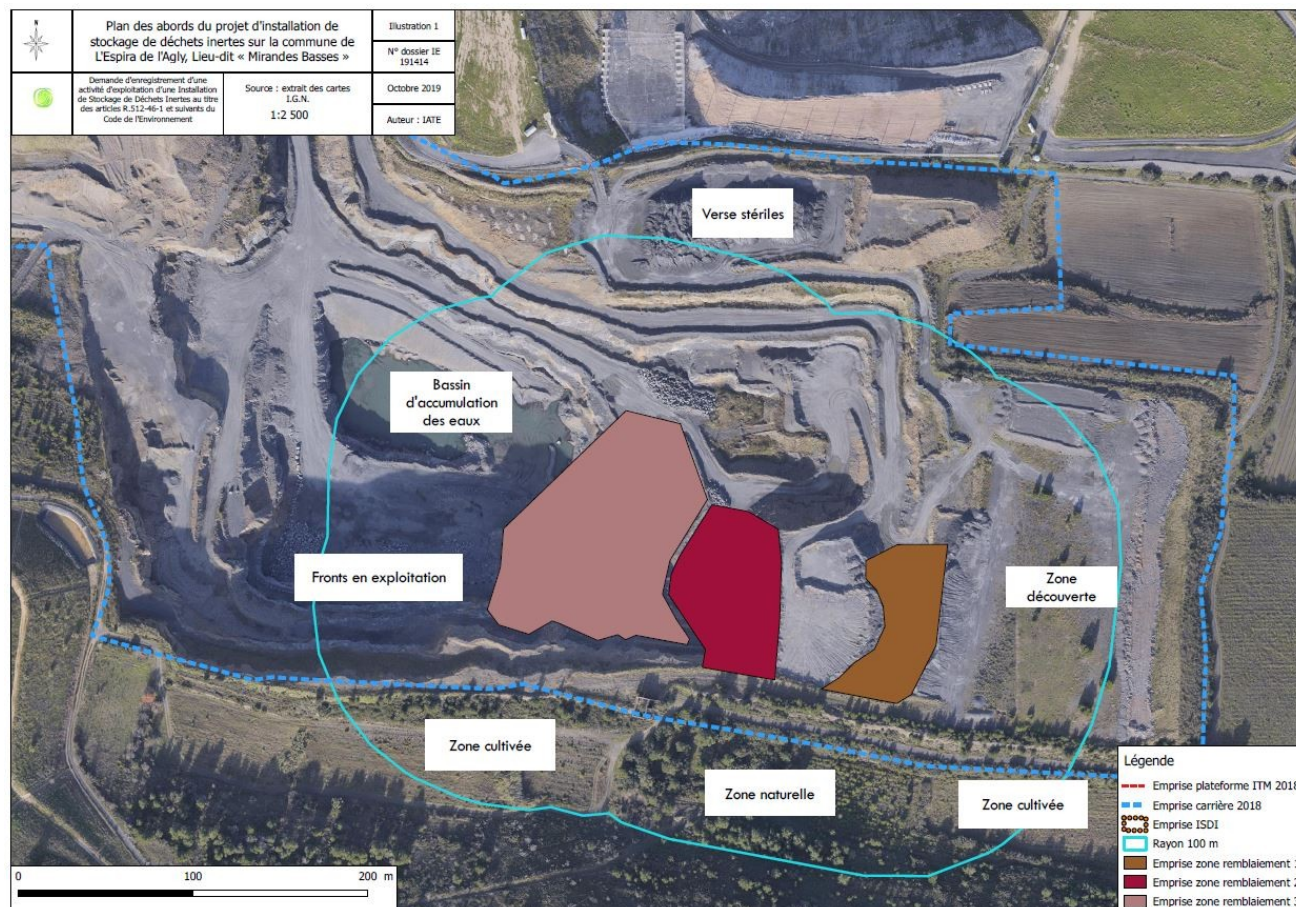 Plan des abords du projet d'installation de
stockage de déchets inertes sur la commune de
L'Espira de l'Agly, Lieu-dit « Mirandes Basses »
Illustration 1
N° dossier IE
191414
Demande d'enregistrement d'une
activité d'exploitation d'une Installation
de Stockage de Déchets Inertes au titre
des articles R.512-46-1 et suivants du
Code de l'Environnement
Source : extrait des cartes
I.G.N.
1:2 500
Octobre 2019
Auteur : IATE
Verse stériles
Bassin
d'accumulation
des eaux
Fronts en exploitation
Zone
découverte
Zone cultivée
Zone naturelle
Zone cultivée
Légende
Emprise plateforme ITM 2018
Emprise carrière 2018
Emprise ISDI
Rayon 100 m
Emprise zone remblaiement 1
Emprise zone remblaiement 2
Emprise zone remblaiement 3
0 100 200 m